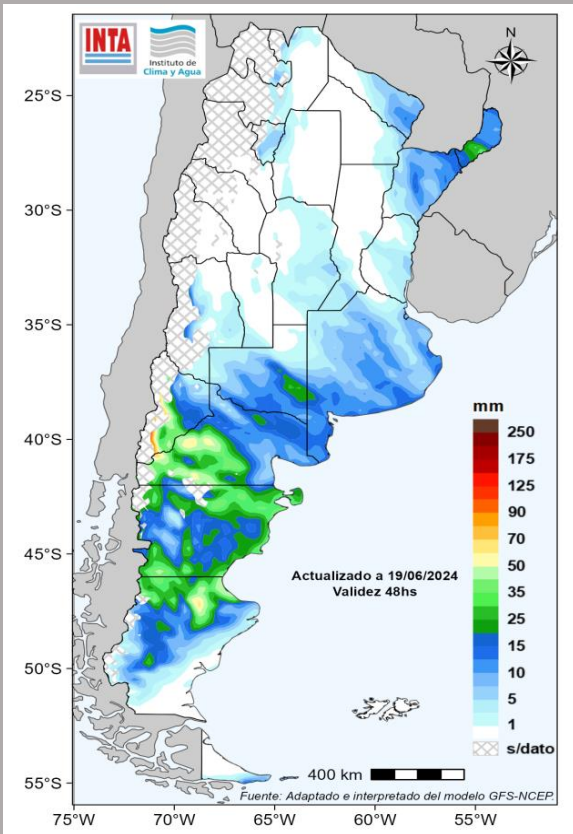 INTA
Instituto de
Clima y Agua
N
25°S
30°S
35°S
40°S
45°S
50°S
55°S
75°W
70°W
65°W
60°W
55°W
mm
250
175
125
90
70
50
35
25
15
10
5
1
s/dato
Actualizado a 19/06/2024
Validez 48hs
400 km
Fuente: Adaptado e interpretado del modelo GFS-NCEP.